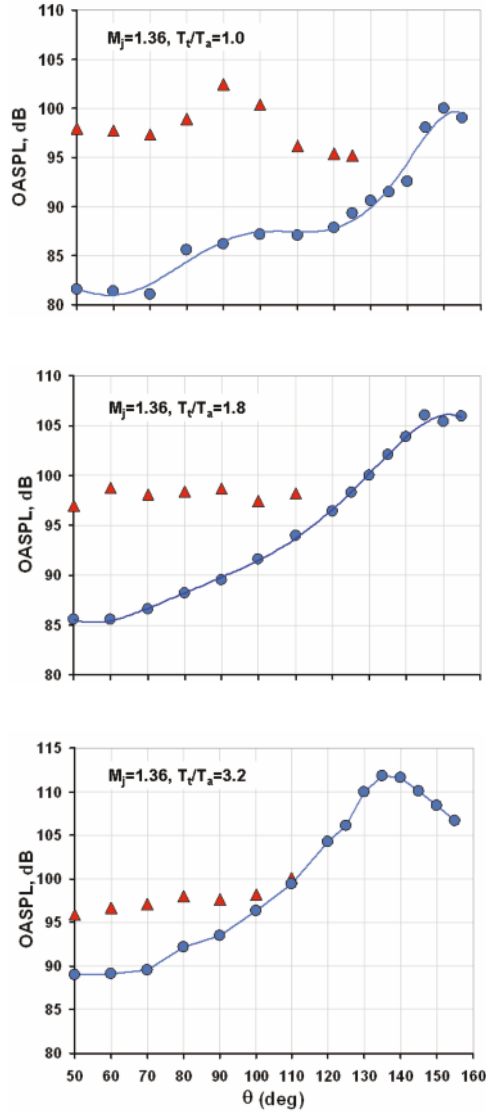 110
M_j=1.36, T_t/T_a=1.0
105
100
OASPL, dB
95
90
85
80
110
M_j=1.36, T_t/T_a=1.8
105
100
OASPL, dB
95
90
85
80
115
M_j=1.36, T_t/T_a=3.2
110
105
OASPL, dB
100
95
90
85
80
50 60 70 80 90 100 110 120 130 140 150 160
θ (deg)